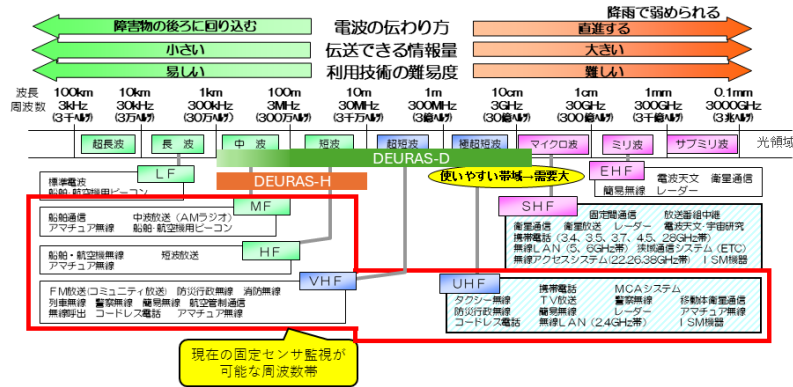 降雨で弱められる
障害物の後ろに回り込む 電波の伝わり方 直進する
小さい 伝送できる情報量 大きい
易しい 利用技術の難易度 難しい
波長 100km 10km 1km 100m 10m 1m 10cm 1cm 1mm 0.1mm
周波数 3kHz 30kHz 300kHz 3MHz 30MHz 300MHz 3GHz 30GHz 300GHz 3000GHz
(3千ヘルツ) (3万ヘルツ) (30万ヘルツ) (300万ヘルツ) (3千万ヘルツ) (3億ヘルツ) (30億ヘルツ) (300億ヘルツ) (3千億ヘルツ) (3兆ヘルツ)
超長波 長 波 中 波 短波 超短波 極超短波 マイクロ波 ミリ波 サブミリ波 光領域
DEURAS-D
DEURAS-H
使いやすい帯域→需要大
LF
標準電波
船舶・航空機用ビーコン
EHF
電波天文 衛星通信
簡易無線 レーダー
MF
船舶通信 中波放送(AMラジオ)
アマチュア無線 船舶・航空機用ビーコン
SHF
固定間通信 放送番組中継
衛星通信 衛星放送 レーダー 電波天文・宇宙研究
携帯電話(3.4、3.5、3.7、4.5、28GHz帯)
無線LAN(5、6GHz帯) 狭域通信システム(ETC)
無線アクセスシステム(22,26,38GHz帯) ISM機器
HF
船舶・航空機無線 短波放送
アマチュア無線
VHF
FM放送(コミュニティ放送) 防災行政無線 消防無線
列車無線 警察無線 簡易無線 航空管制通信
無線呼出 コードレス電話 アマチュア無線
UHF
携帯電話 MCAシステム
タクシー無線 TV放送 警察無線 移動体衛星通信
防災行政無線 簡易無線 レーダー アマチュア無線
コードレス電話 無線LAN(2.4GHz帯) ISM機器
現在の固定センサ監視が
可能な周波数帯